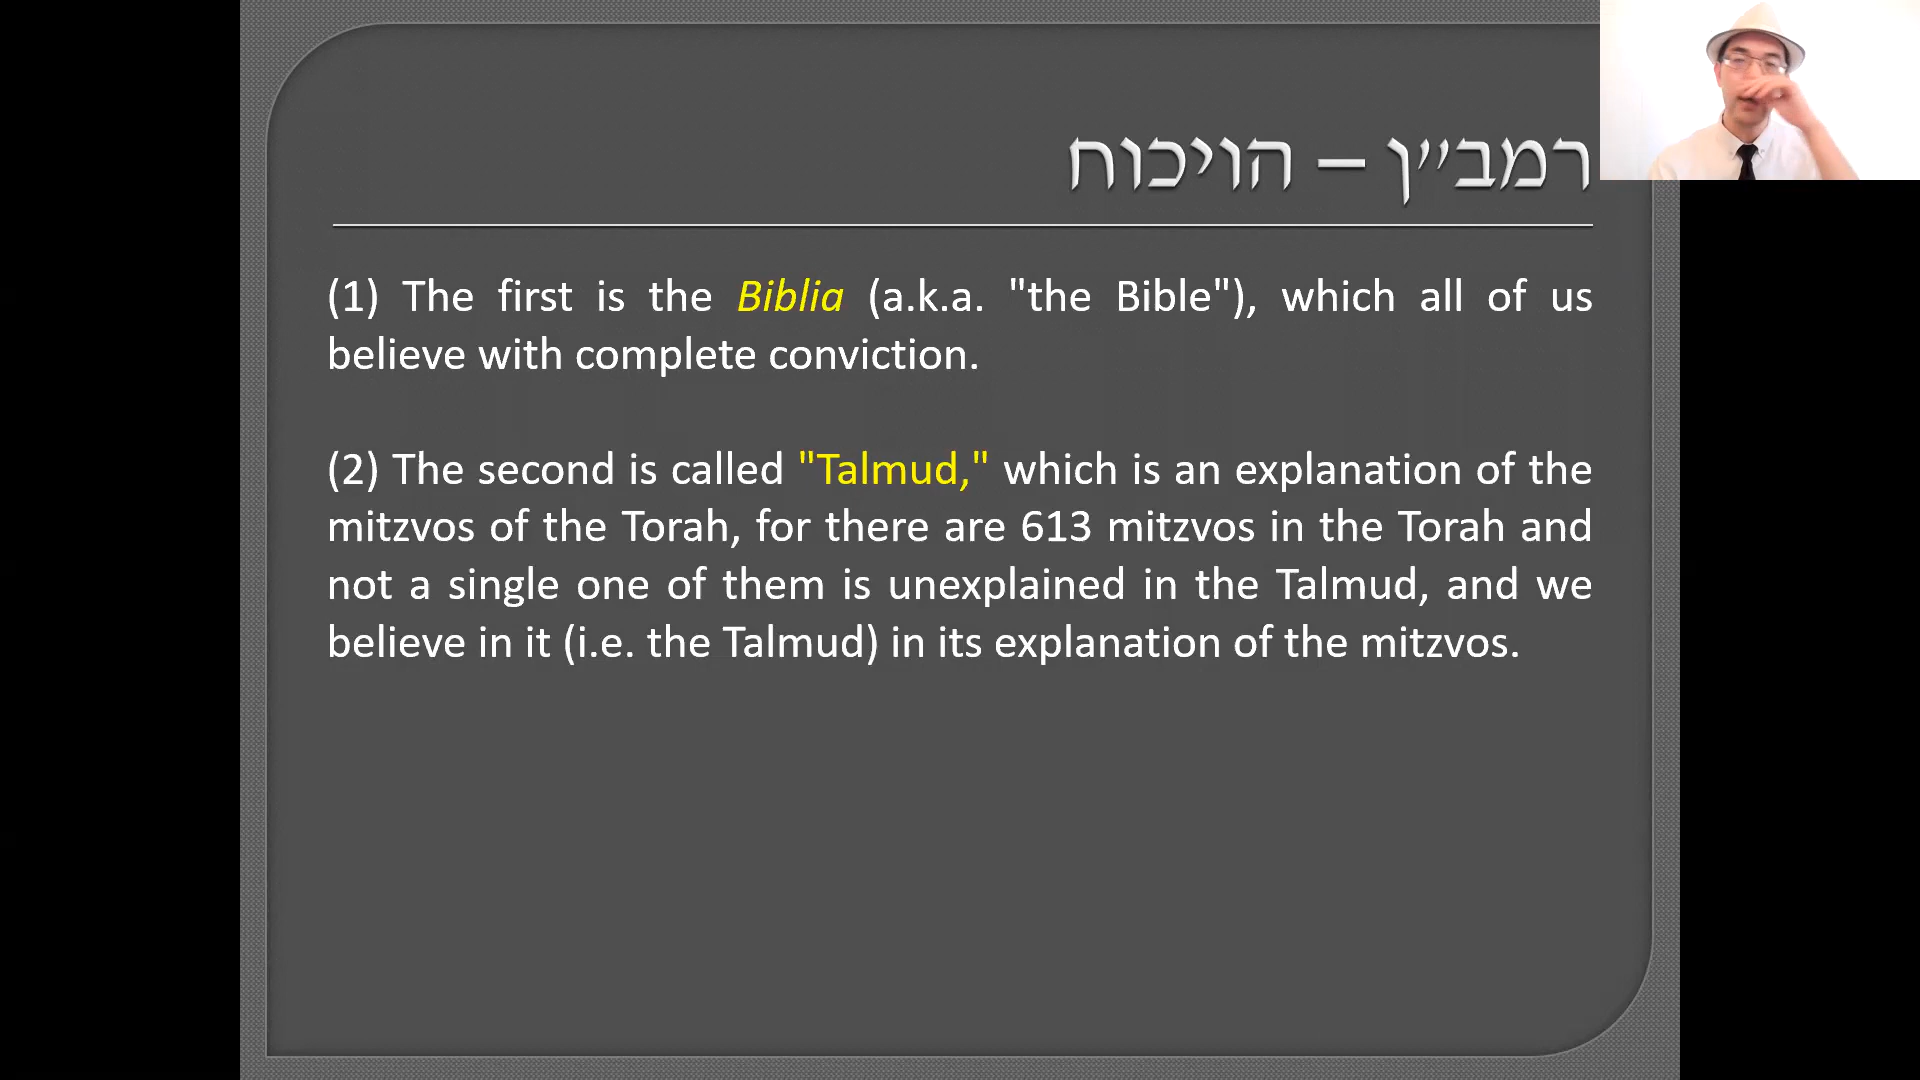 רמב״ן – הויכוח
(1) The first is the Biblia (a.k.a. "the Bible"), which all of us
believe with complete conviction.
(2) The second is called "Talmud," which is an explanation of the
mitzvos of the Torah, for there are 613 mitzvos in the Torah and
not a single one of them is unexplained in the Talmud, and we
believe in it (i.e. the Talmud) in its explanation of the mitzvos.